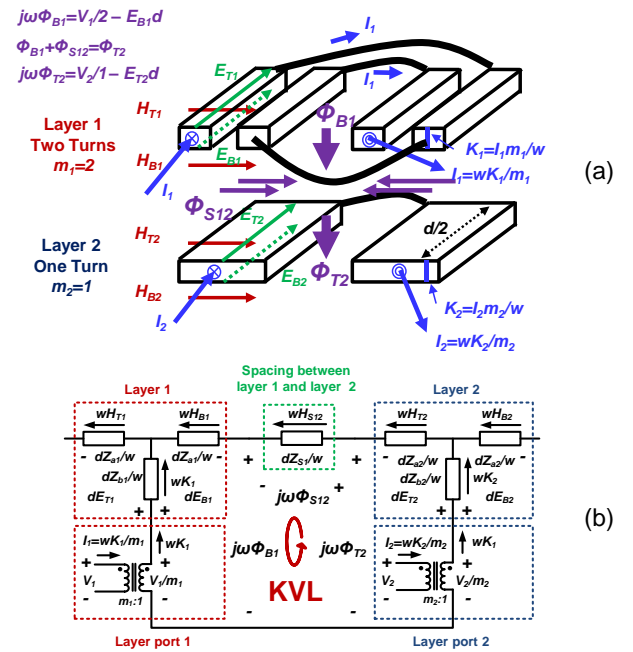 jωΦB1=V1/2 – EB1d
ΦB1+ΦS12=ΦT2
jωΦT2=V2/1– ET2d
I1
ET1
I1
HT1
ΦB1
Layer 1
Two Turns
m1=2
K1=I1m1/w
HB1
EB1
I1=wK1/m1
(a)
I1
ΦS12
ET2
Layer 2
One Turn
m2=1
HT2
d/2
ΦT2
EB2
HB2
K2=I2m2/w
I2
I2=wK2/m2
Spacing between
layer 1 and layer 2
Layer 1
Layer 2
wHT1
wHB1
wHS12
wHT2
wHB2
- dZa1/w
dZa1/w -
+ dZS1/w +
- dZa2/w
dZa2/w -
dZb1/w
wK1
dZb2/w
wK2
dET1
dEB1
- jωΦS12 +
dET2
dEB2
+ +
+ +
(b)
I1=wK1/m1
wK1
jωΦB1
jωΦT2
I2=wK2/m2
wK1
+ +
V1
V1/m1
- -
m1:1
KVL
+ +
V2
V2/m2
- -
m2:1
- -
Layer port 1
Layer port 2